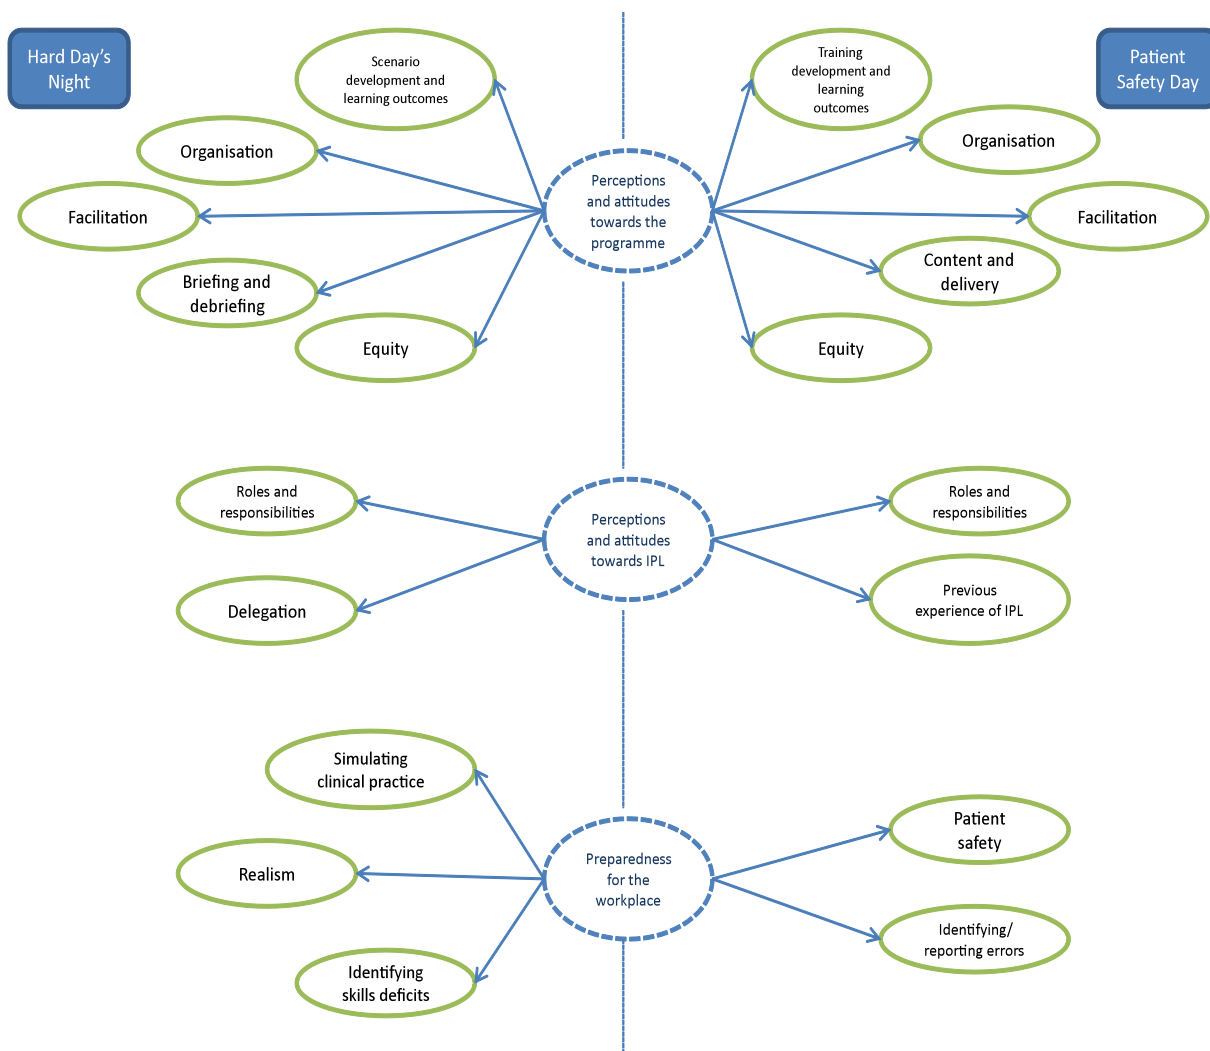 Hard Day's
Night
Patient
Safety Day
Scenario
development and
learning outcomes
Organisation
Facilitation
Briefing and
debriefing
Equity
Perceptions
and attitudes
towards the
programme
Training
development and
learning
outcomes
Organisation
Facilitation
Content and
delivery
Equity
Roles and
responsibilities
Delegation
Perceptions
and attitudes
towards IPL
Roles and
responsibilities
Previous
experience of IPL
Simulating
clinical practice
Realism
Identifying
skills deficits
Preparedness
for the
workplace
Patient
safety
Identifying/
reporting errors